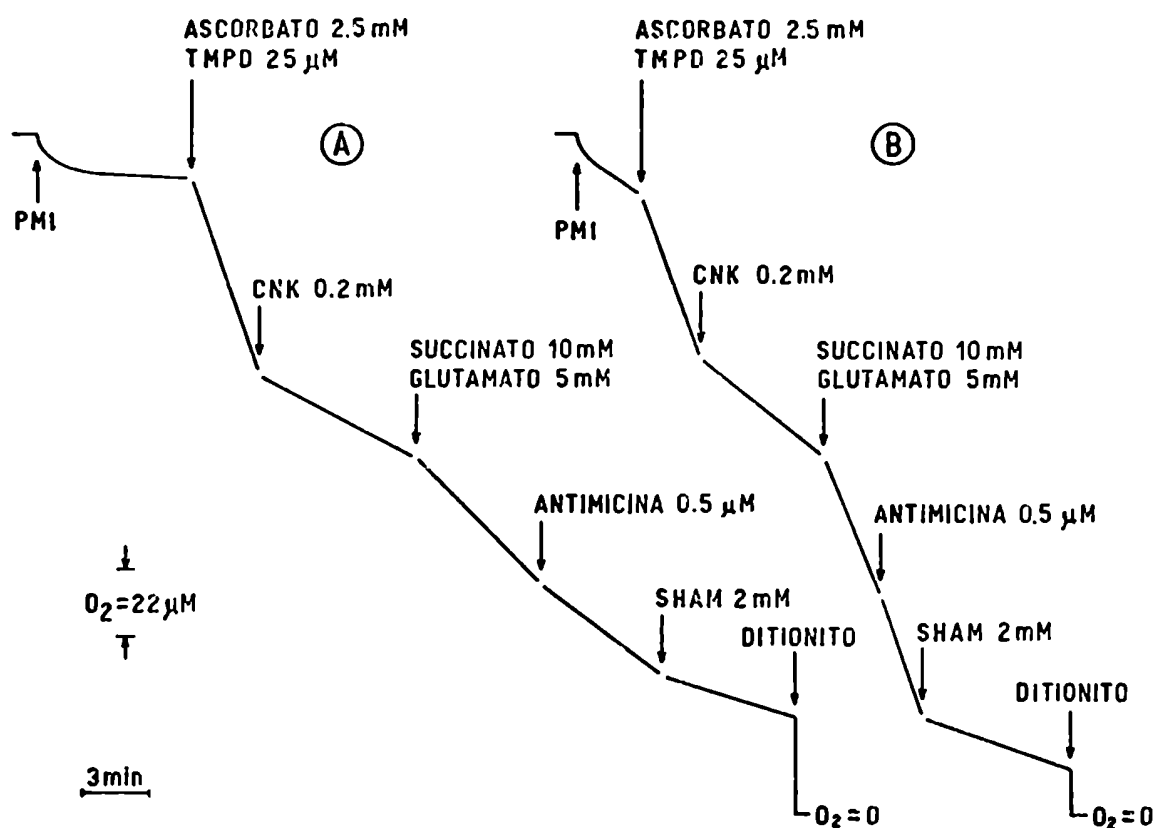 ASCORBATO 2.5 mM
TMPD 25 µM
A
PMI
CNK 0.2 mM
SUCCINATO 10 mM
GLUTAMATO 5 mM
ANTIMICINA 0.5 µM
SHAM 2 mM
DITIONITO
O₂ = 0
O₂ = 22 µM
3 min
ASCORBATO 2.5 mM
TMPD 25 µM
B
PMI
CNK 0.2 mM
SUCCINATO 10 mM
GLUTAMATO 5 mM
ANTIMICINA 0.5 µM
SHAM 2 mM
DITIONITO
O₂ = 0